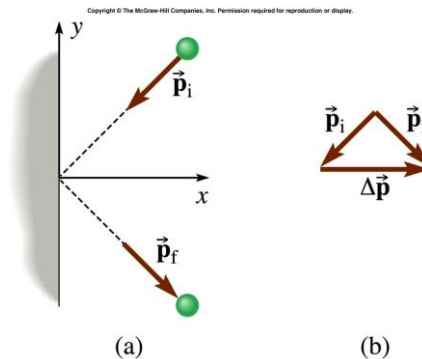 Copyright © The McGraw-Hill Companies, Inc. Permission required for reproduction or display.
y
p⃗i
x
p⃗f
(a)
p⃗i
p⃗
Δp⃗
(b)